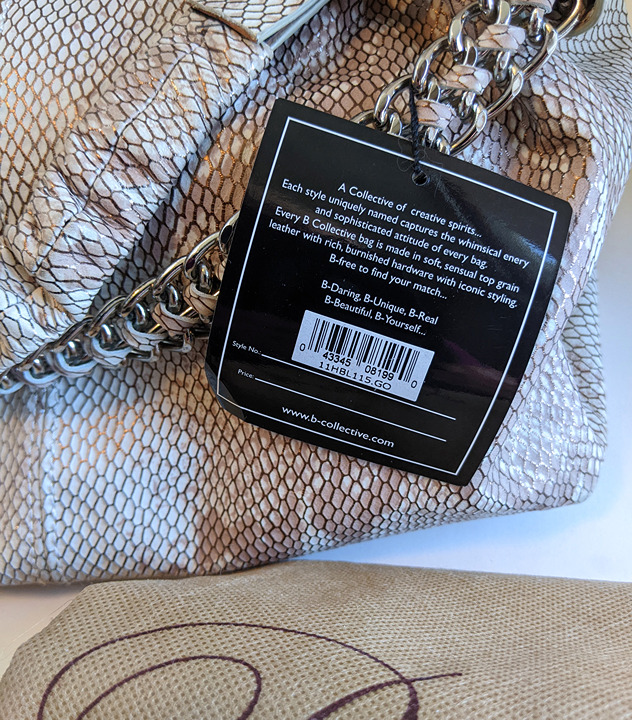 A Collective of creative spirits...
Each style uniquely named captures the whimsical enery
and sophisticated attitude of every bag.
Every B Collective bag is made in soft, sensual top grain
leather with rich, burnished hardware with iconic styling.
B-free to find your match...
B-Daring, B-Unique, B-Real
B-Beautiful, B-Yourself...
Style No.:
0 43345 08199 0
11HBL115.GO
Price:
www.b-collective.com